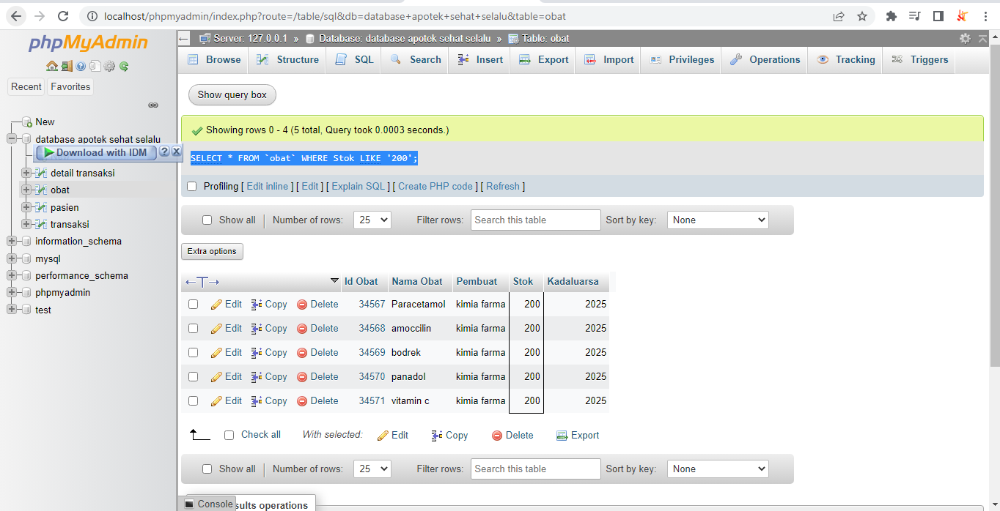 localhost/phpmyadmin/index.php?route=/table/sql&db=database+apotek+sehat+selalu&table=obat
phpMyAdmin
Recent Favorites
New
database apotek sehat selalu
Download with IDM ? X
detail transaksi
obat
pasien
transaksi
information_schema
mysql
performance_schema
phpmyadmin
test
Server: 127.0.0.1 » Database: database apotek sehat selalu » Table: obat
Browse Structure SQL Search Insert Export Import Privileges Operations Tracking Triggers
Show query box
Showing rows 0 - 4 (5 total, Query took 0.0003 seconds.)
SELECT * FROM `obat` WHERE Stok LIKE '200';
Profiling [ Edit inline ] [ Edit ] [ Explain SQL ] [ Create PHP code ] [ Refresh ]
Show all | Number of rows: 25 Filter rows: Search this table Sort by key: None
Extra options
←T→ Id Obat Nama Obat Pembuat Stok Kadaluarsa
Edit Copy Delete 34567 Paracetamol kimia farma 200 2025
Edit Copy Delete 34568 amoccilin kimia farma 200 2025
Edit Copy Delete 34569 bodrek kimia farma 200 2025
Edit Copy Delete 34570 panadol kimia farma 200 2025
Edit Copy Delete 34571 vitamin c kimia farma 200 2025
Check all With selected: Edit Copy Delete Export
Show all | Number of rows: 25 Filter rows: Search this table Sort by key: None
Console operations